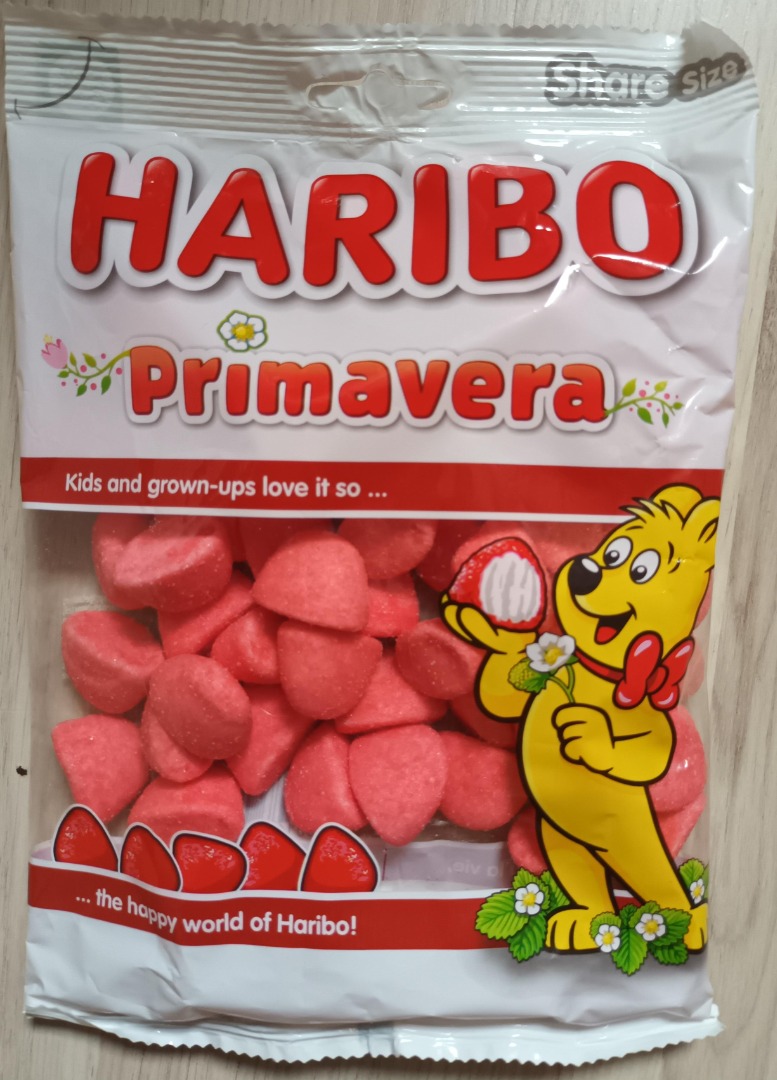 Share Size
HARIBO
Primavera
Kids and grown-ups love it so ...
... the happy world of Haribo!